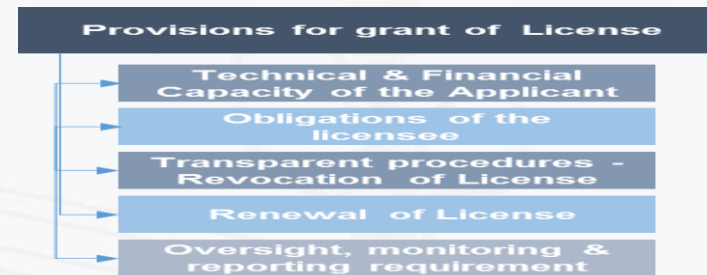 Provisions for grant of License
Technical & Financial
Capacity of the Applicant
Obligations of the
licensee
Transparent procedures -
Revocation of License
Renewal of License
Oversight, monitoring &
reporting requirement